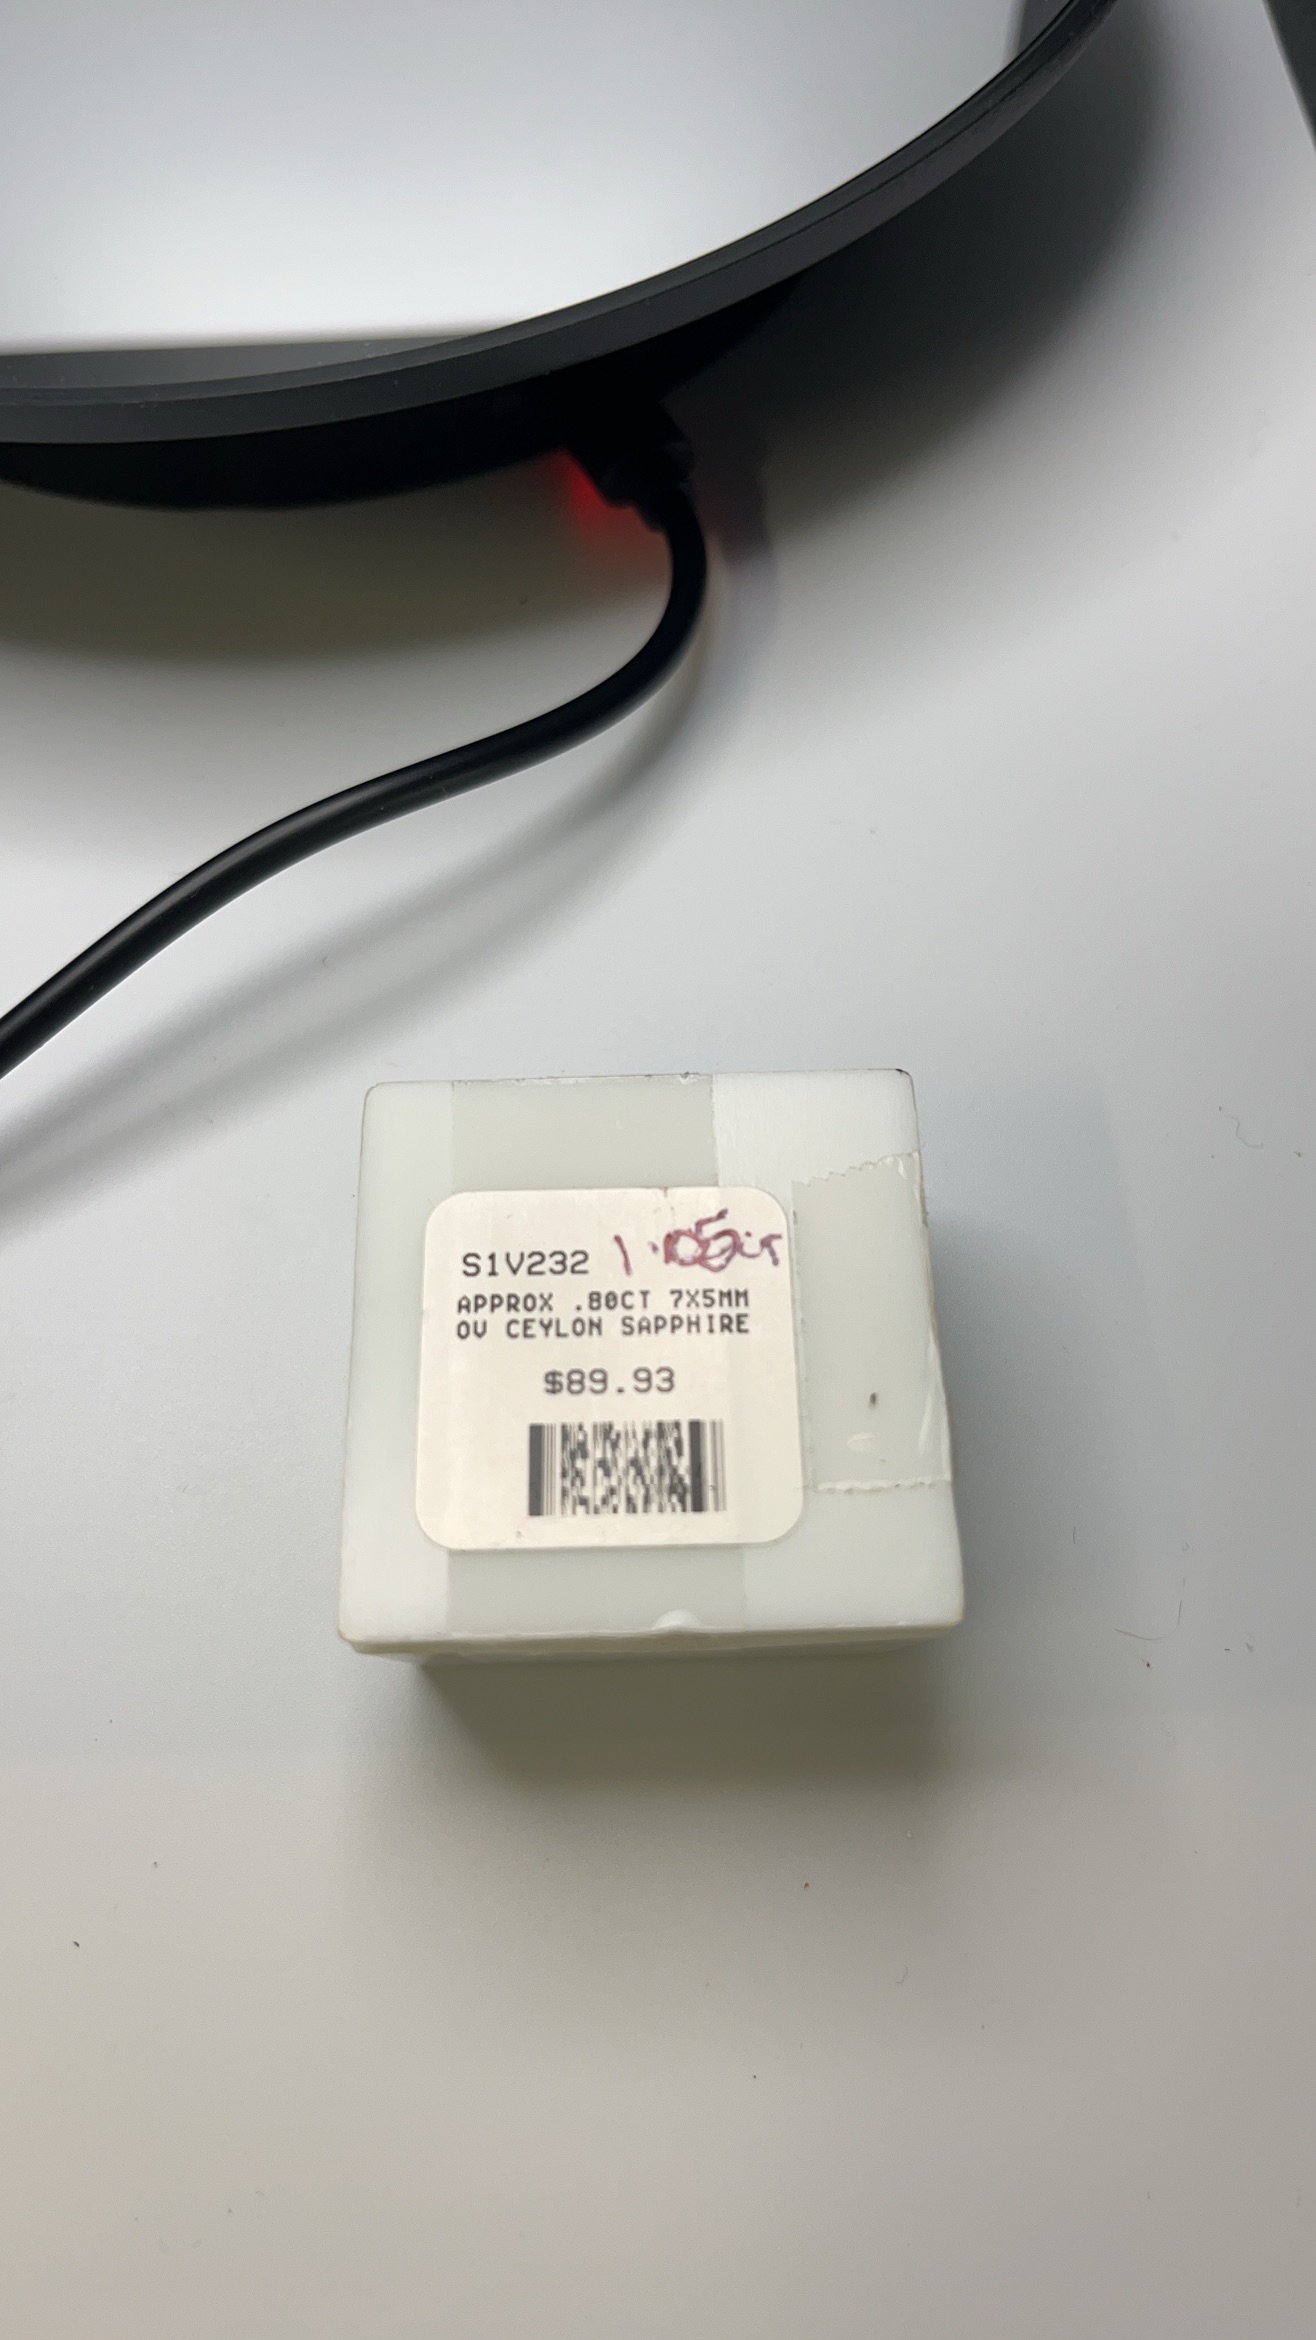 S1V232 1.05ct
APPROX .80CT 7X5MM
OV CEYLON SAPPHIRE
$89.93